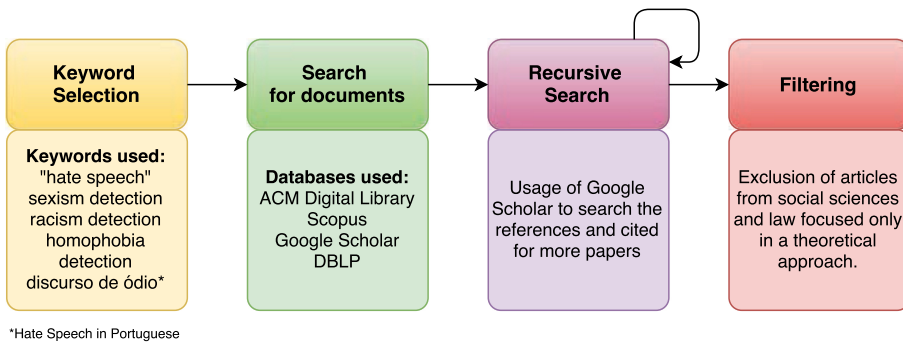 Keyword
Selection
Keywords used:
"hate speech"
sexism detection
racism detection
homophobia
detection
discurso de ódio*
Search
for documents
Databases used:
ACM Digital Library
Scopus
Google Scholar
DBLP
Recursive
Search
Usage of Google
Scholar to search the
references and cited
for more papers
Filtering
Exclusion of articles
from social sciences
and law focused only
in a theoretical
approach.
*Hate Speech in Portuguese